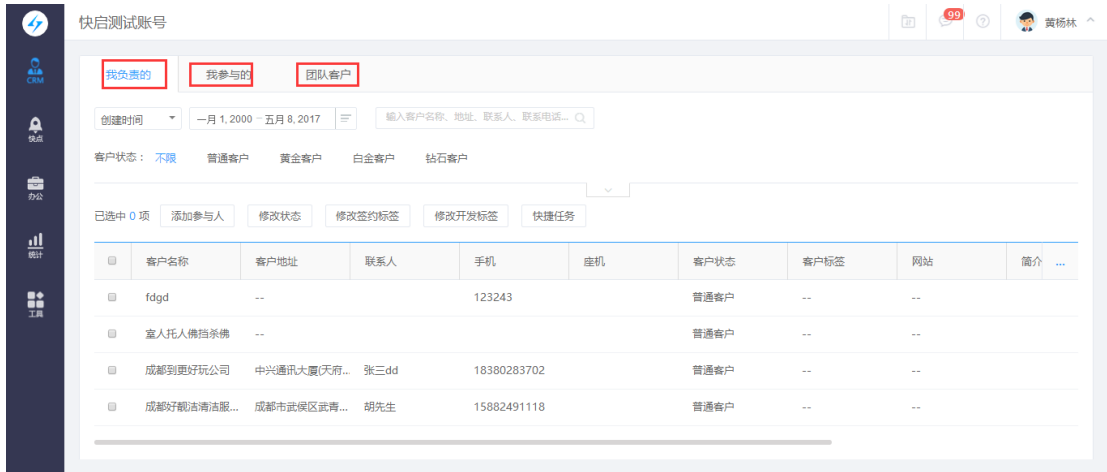 快启测试账号
99
黄杨林
CRM
快点
办公
统计
工具
我负责的 我参与的 团队客户
创建时间 一月 1, 2000 - 五月 8, 2017 输入客户名称、地址、联系人、联系电话...
客户状态： 不限 普通客户 黄金客户 白金客户 钻石客户
已选中 0 项 添加参与人 修改状态 修改签约标签 修改开发标签 快捷任务
客户名称 客户地址 联系人 手机 座机 客户状态 客户标签 网站 简介 ...
fdgd -- 123243 普通客户 -- --
室人托人佛挡杀佛 -- 普通客户 -- --
成都到更好玩公司 中兴通讯大厦(天府... 张三dd 18380283702 普通客户 -- --
成都好靓洁清洁服... 成都市武侯区武青... 胡先生 15882491118 普通客户 -- --